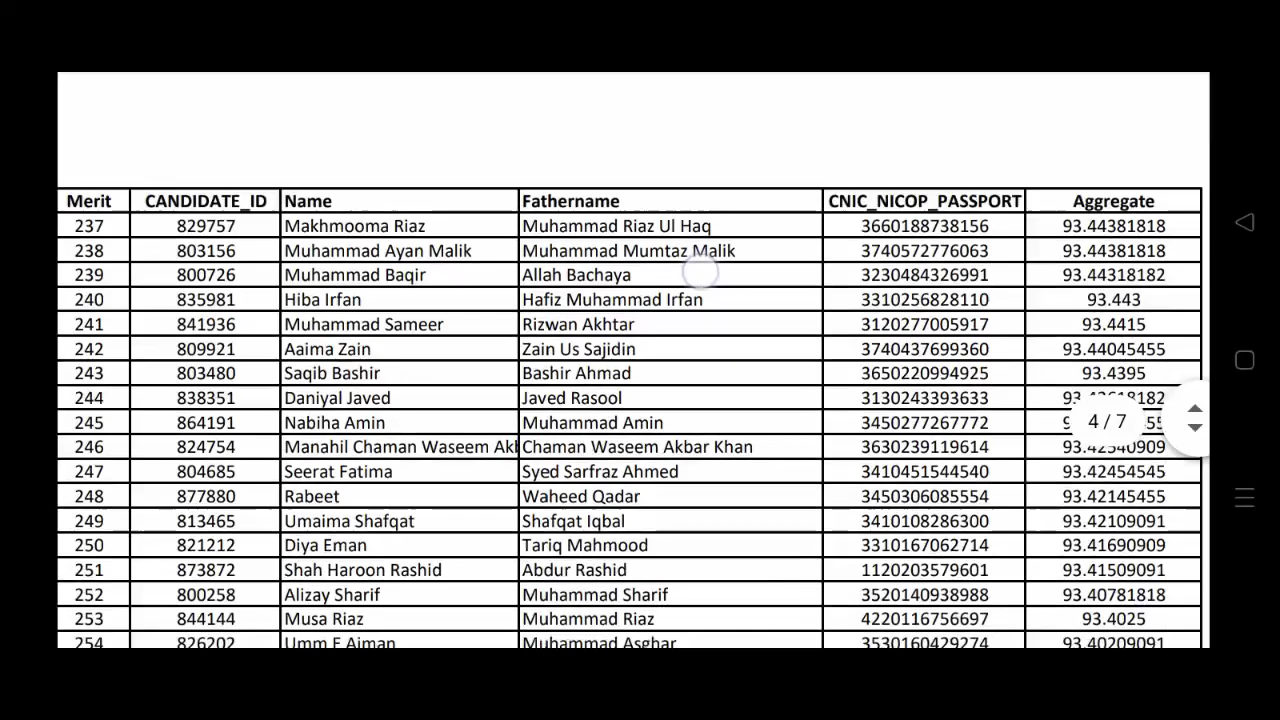 Merit CANDIDATE_ID Name Fathername CNIC_NICOP_PASSPORT Aggregate
237 829757 Makhmooma Riaz Muhammad Riaz Ul Haq 3660188738156 93.44381818
238 803156 Muhammad Ayan Malik Muhammad Mumtaz Malik 3740572776063 93.44381818
239 800726 Muhammad Baqir Allah Bachaya 3230484326991 93.44318182
240 835981 Hiba Irfan Hafiz Muhammad Irfan 3310256828110 93.443
241 841936 Muhammad Sameer Rizwan Akhtar 3120277005917 93.4415
242 809921 Aaima Zain Zain Us Sajidin 3740437699360 93.44045455
243 803480 Saqib Bashir Bashir Ahmad 3650220994925 93.4395
244 838351 Daniyal Javed Javed Rasool 3130243393633
245 864191 Nabiha Amin Muhammad Amin 3450277267772
4 / 7
246 824754 Manahil Chaman Waseem Ak Chaman Waseem Akbar Khan 3630239119614 93.42540909
247 804685 Seerat Fatima Syed Sarfraz Ahmed 3410451544540 93.42454545
248 877880 Rabeet Waheed Qadar 3450306085554 93.42145455
249 813465 Umaima Shafqat Shafqat Iqbal 3410108286300 93.42109091
250 821212 Diya Eman Tariq Mahmood 3310167062714 93.41690909
251 873872 Shah Haroon Rashid Abdur Rashid 1120203579601 93.41509091
252 800258 Alizay Sharif Muhammad Sharif 3520140938988 93.40781818
253 844144 Musa Riaz Muhammad Riaz 4220116756697 93.4025
254 826202 Umm E Aiman Muhammad Asghar 3530160429274 93.40209091